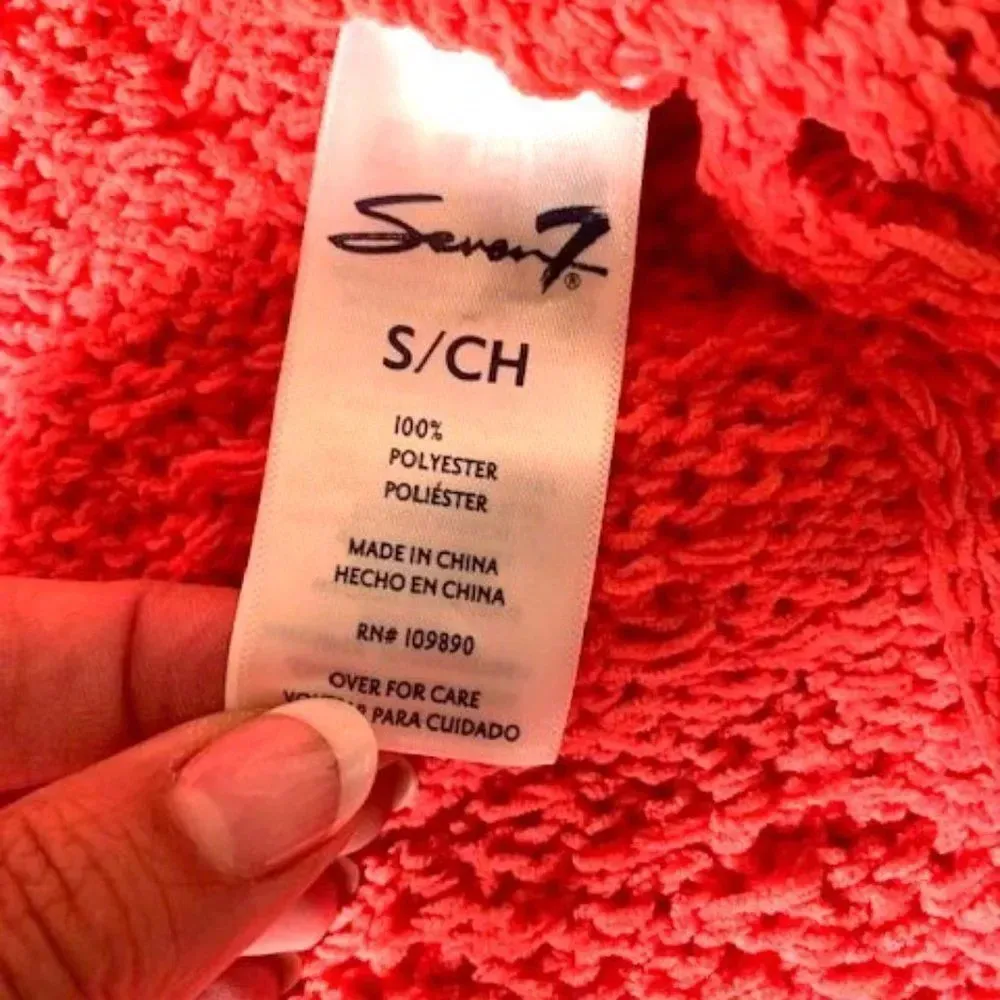 Seven7®
S/CH
100%
POLYESTER
POLIÉSTER
MADE IN CHINA
HECHO EN CHINA
RN# 109890
OVER FOR CARE
PARA CUIDADO